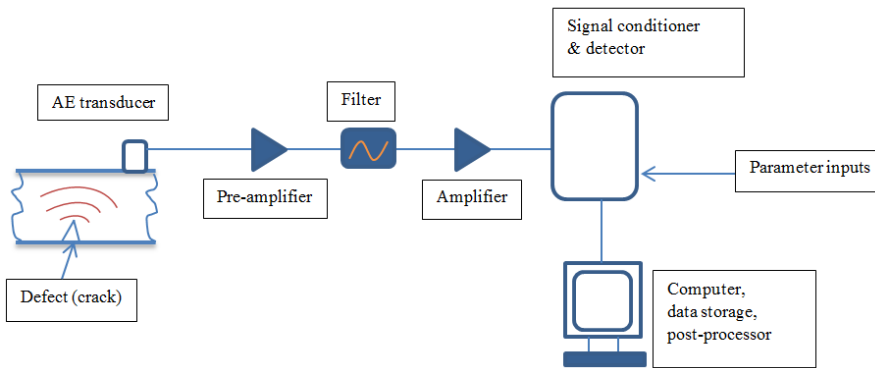 Signal conditioner
& detector
AE transducer
Filter
Pre-amplifier
Amplifier
Parameter inputs
Defect (crack)
Computer,
data storage,
post-processor